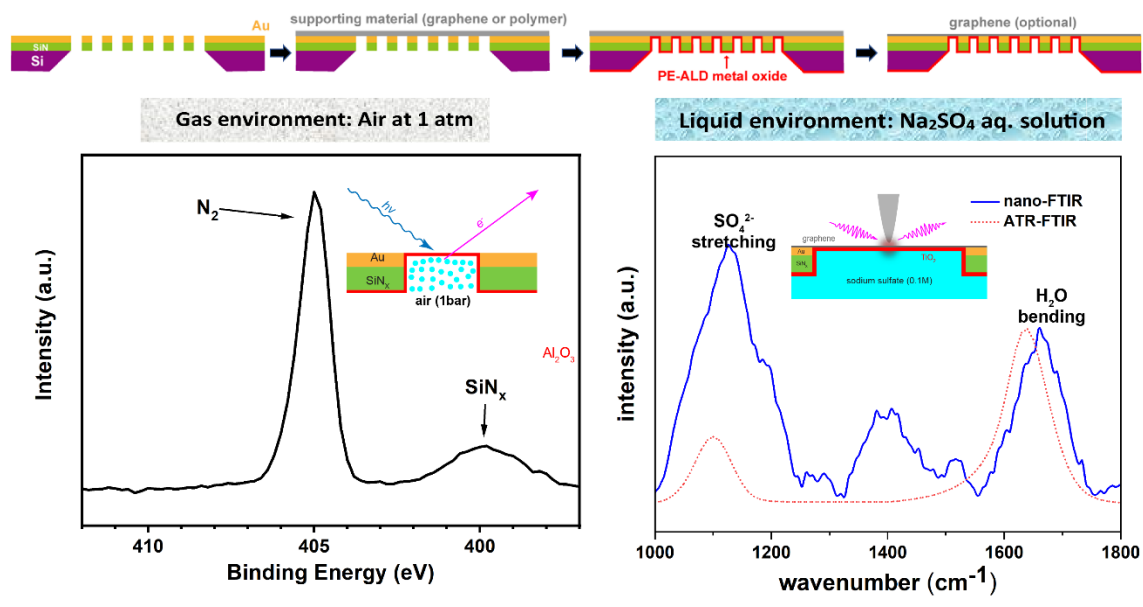 Au
SiN
Si
supporting material (graphene or polymer)
PE-ALD metal oxide
graphene (optional)
Gas environment: Air at 1 atm
Liquid environment: Na₂SO₄ aq. solution
N₂
hν
e⁻
Au
SiNₓ
air (1bar)
Al₂O₃
SiNₓ
Intensity (a.u.)
410
405
400
Binding Energy (eV)
SO₄²⁻
stretching
nano-FTIR
ATR-FTIR
graphene
Au
SiNₓ
TiO₂
sodium sulfate (0.1M)
H₂O
bending
intensity (a.u.)
1000
1200
1400
1600
1800
wavenumber (cm⁻¹)